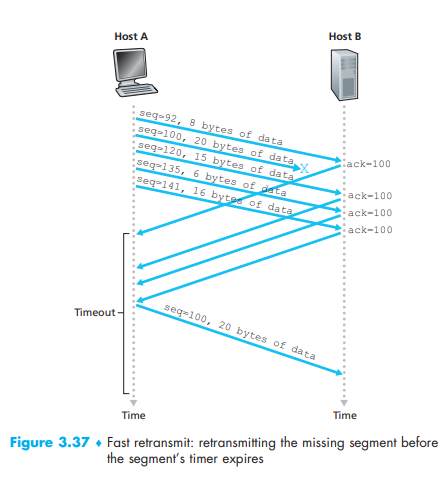 Host A
Host B
seq=92, 8 bytes of data
seq=100, 20 bytes of data
X
seq=120, 15 bytes of data
seq=135, 6 bytes of data
seq=141, 16 bytes of data
ack=100
ack=100
ack=100
ack=100
Timeout
seq=100, 20 bytes of data
Time
Time
Figure 3.37 ♦ Fast retransmit: retransmitting the missing segment before
the segment's timer expires